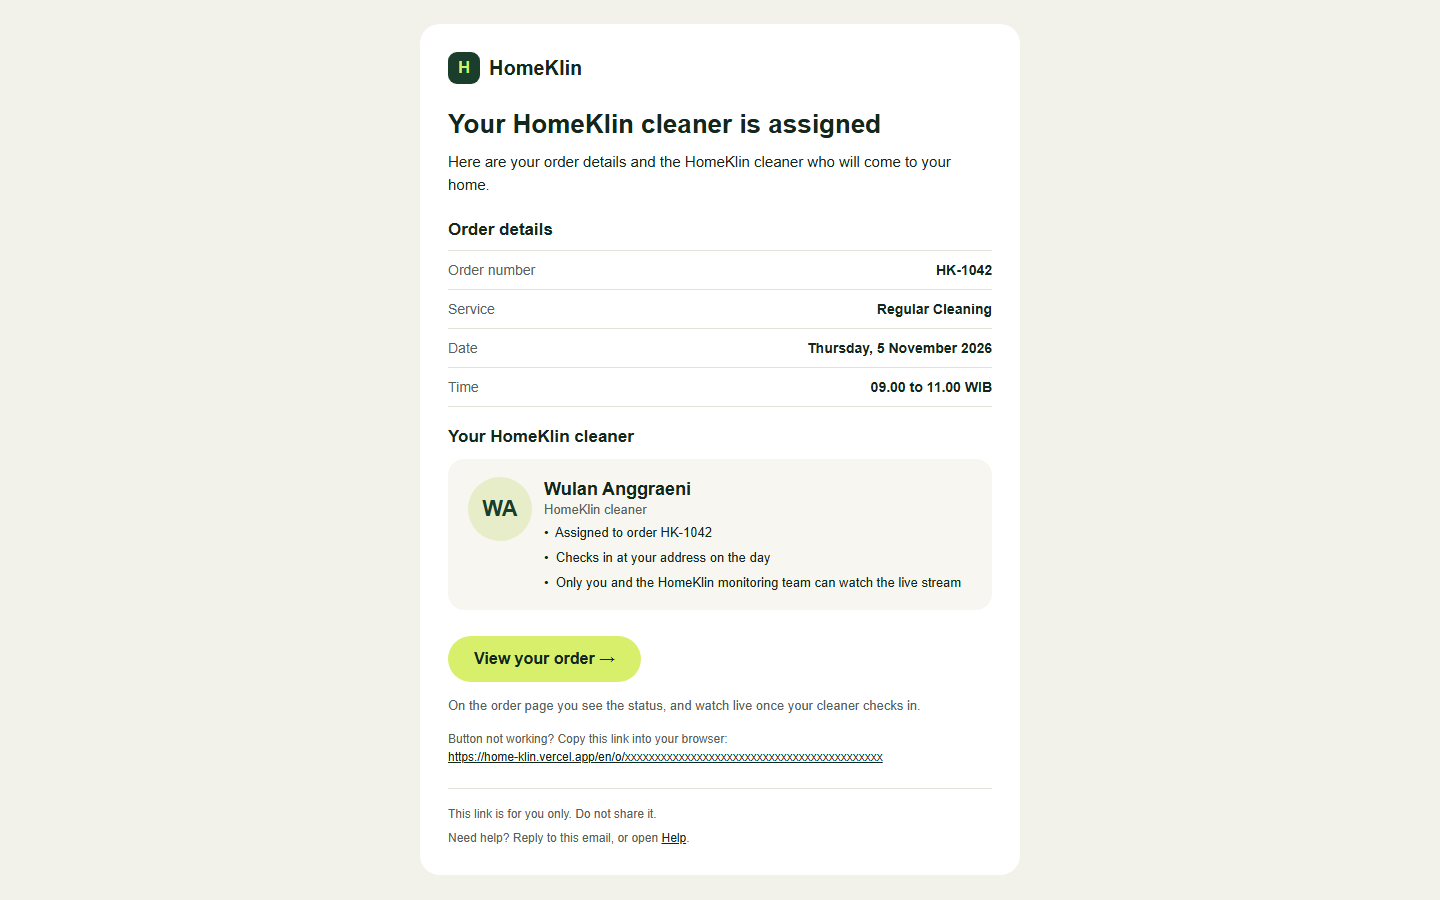 H HomeKlin
Your HomeKlin cleaner is assigned
Here are your order details and the HomeKlin cleaner who will come to your
home.
Order details
Order number HK-1042
Service Regular Cleaning
Date Thursday, 5 November 2026
Time 09.00 to 11.00 WIB
Your HomeKlin cleaner
WA
Wulan Anggraeni
HomeKlin cleaner
• Assigned to order HK-1042
• Checks in at your address on the day
• Only you and the HomeKlin monitoring team can watch the live stream
View your order →
On the order page you see the status, and watch live once your cleaner checks in.
Button not working? Copy this link into your browser:
https://home-klin.vercel.app/en/o/xxxxxxxxxxxxxxxxxxxxxxxxxxxxxxxxxxxxxxxxxxx
This link is for you only. Do not share it.
Need help? Reply to this email, or open Help.